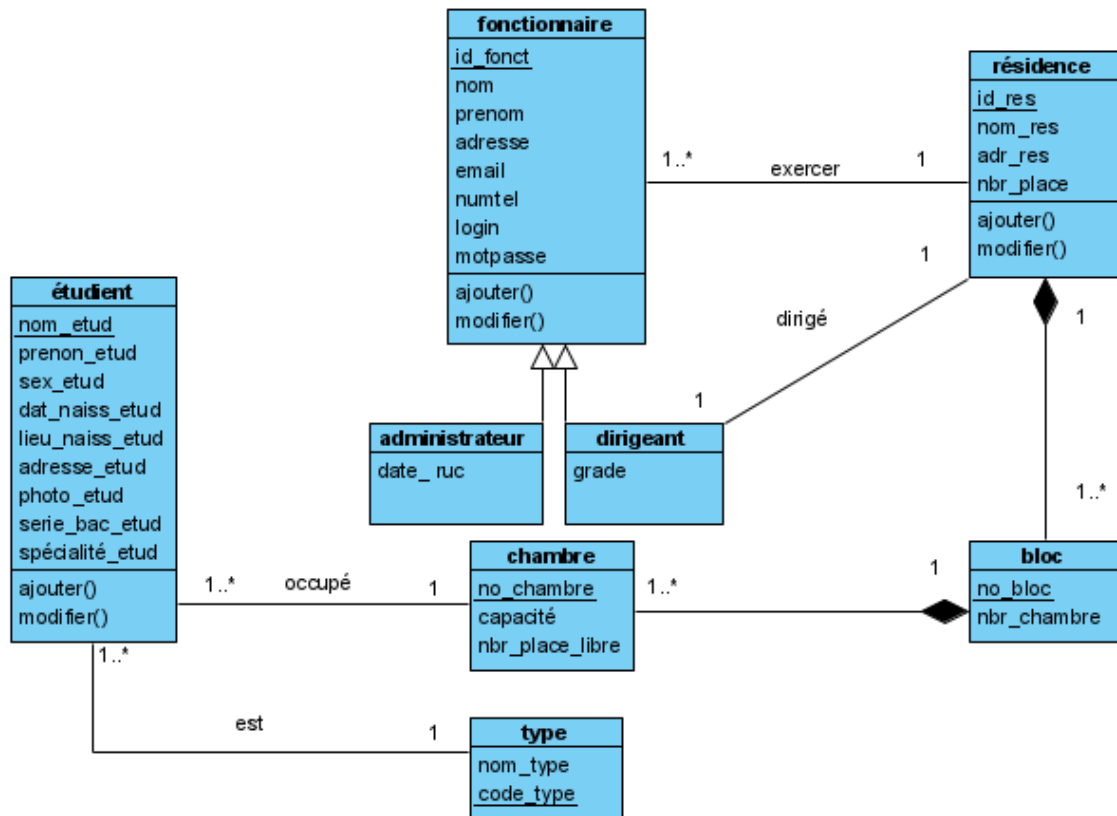 fonctionnaire
id_fonct
nom
prenom
adresse
email
numtel
login
motpasse
ajouter()
modifier()
résidence
id_res
nom_res
adr_res
nbr_place
ajouter()
modifier()
1..*
exercer
1
1
dirigé
1
1
1..*
étudient
nom_etud
prenon_etud
sex_etud
dat_naiss_etud
lieu_naiss_etud
adresse_etud
photo_etud
serie_bac_etud
spécialité_etud
ajouter()
modifier()
administrateur
date_ ruc
dirigeant
grade
1..*
occupé
1
chambre
no_chambre
capacité
nbr_place_libre
1..*
1
bloc
no_bloc
nbr_chambre
1..*
est
1
type
nom_type
code_type